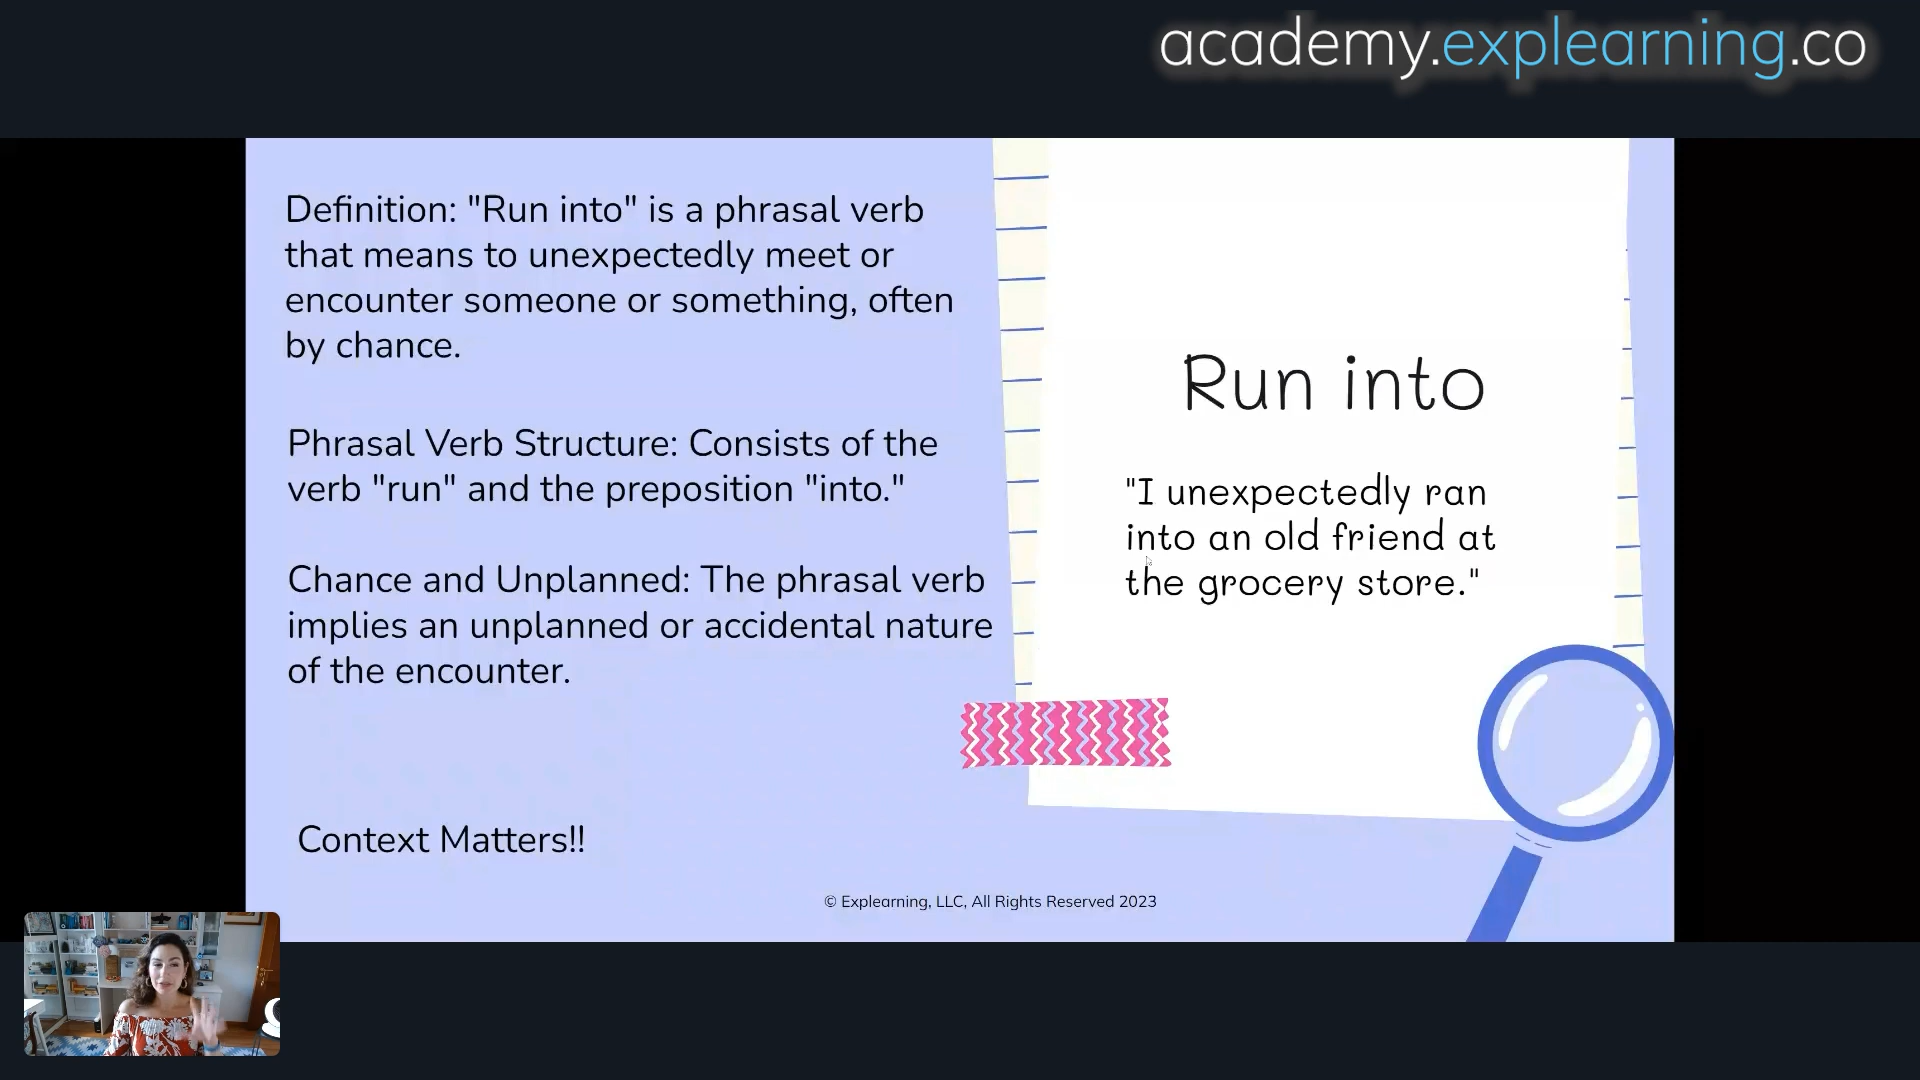 academy.explearning.co
Definition: "Run into" is a phrasal verb
that means to unexpectedly meet or
encounter someone or something, often
by chance.
Phrasal Verb Structure: Consists of the
verb "run" and the preposition "into."
Chance and Unplanned: The phrasal verb
implies an unplanned or accidental nature
of the encounter.
Context Matters!!
Run into
"I unexpectedly ran
into an old friend at
the grocery store."
© Explearning, LLC, All Rights Reserved 2023